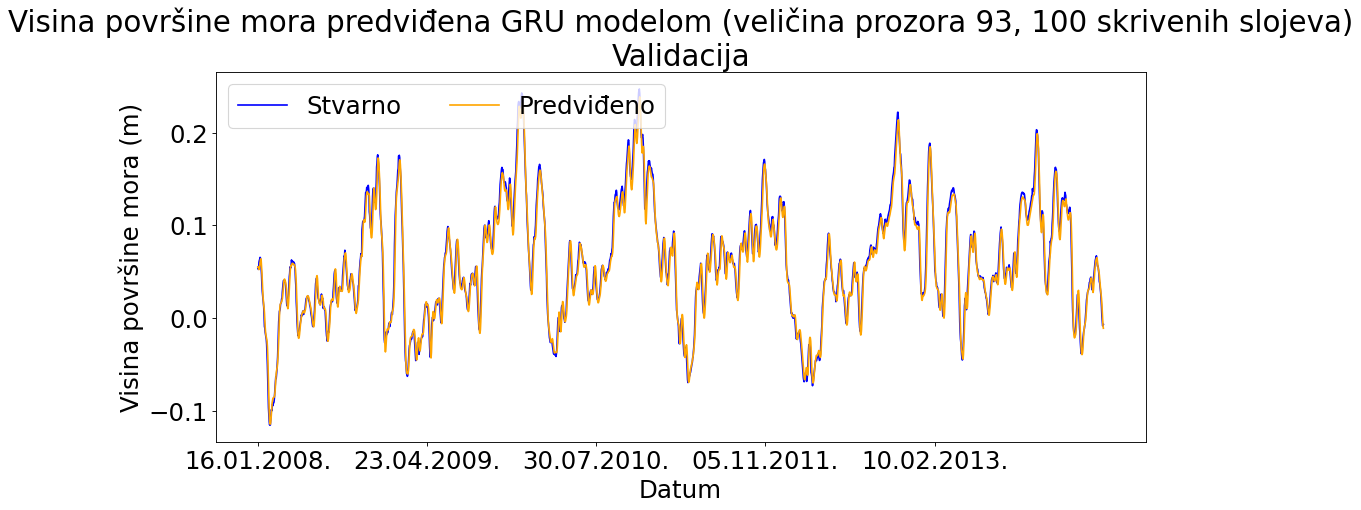 Visina površine mora predviđena GRU modelom (veličina prozora 93, 100 skrivenih slojeva)
Validacija
Stvarno
Predviđeno
Visina površine mora (m)
0.2
0.1
0.0
−0.1
16.01.2008.
23.04.2009.
30.07.2010.
05.11.2011.
10.02.2013.
Datum